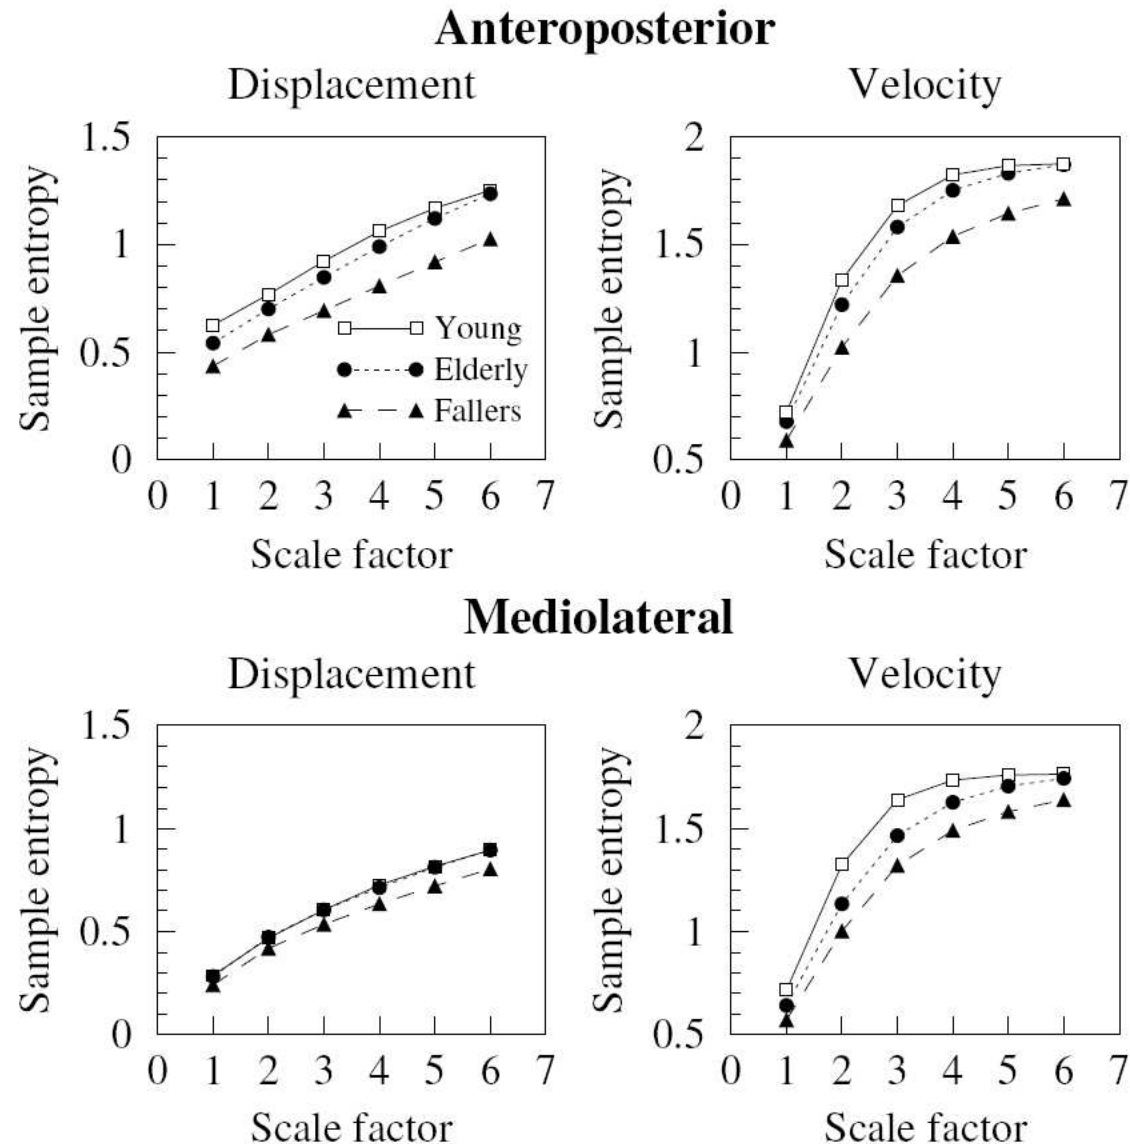 Anteroposterior
Displacement
Velocity
Sample entropy
1.5
1
0.5
0
0 1 2 3 4 5 6 7
Scale factor
Young
Elderly
Fallers
Sample entropy
2
1.5
1
0.5
0 1 2 3 4 5 6 7
Scale factor
Mediolateral
Displacement
Velocity
Sample entropy
1.5
1
0.5
0
0 1 2 3 4 5 6 7
Scale factor
Sample entropy
2
1.5
1
0.5
0 1 2 3 4 5 6 7
Scale factor